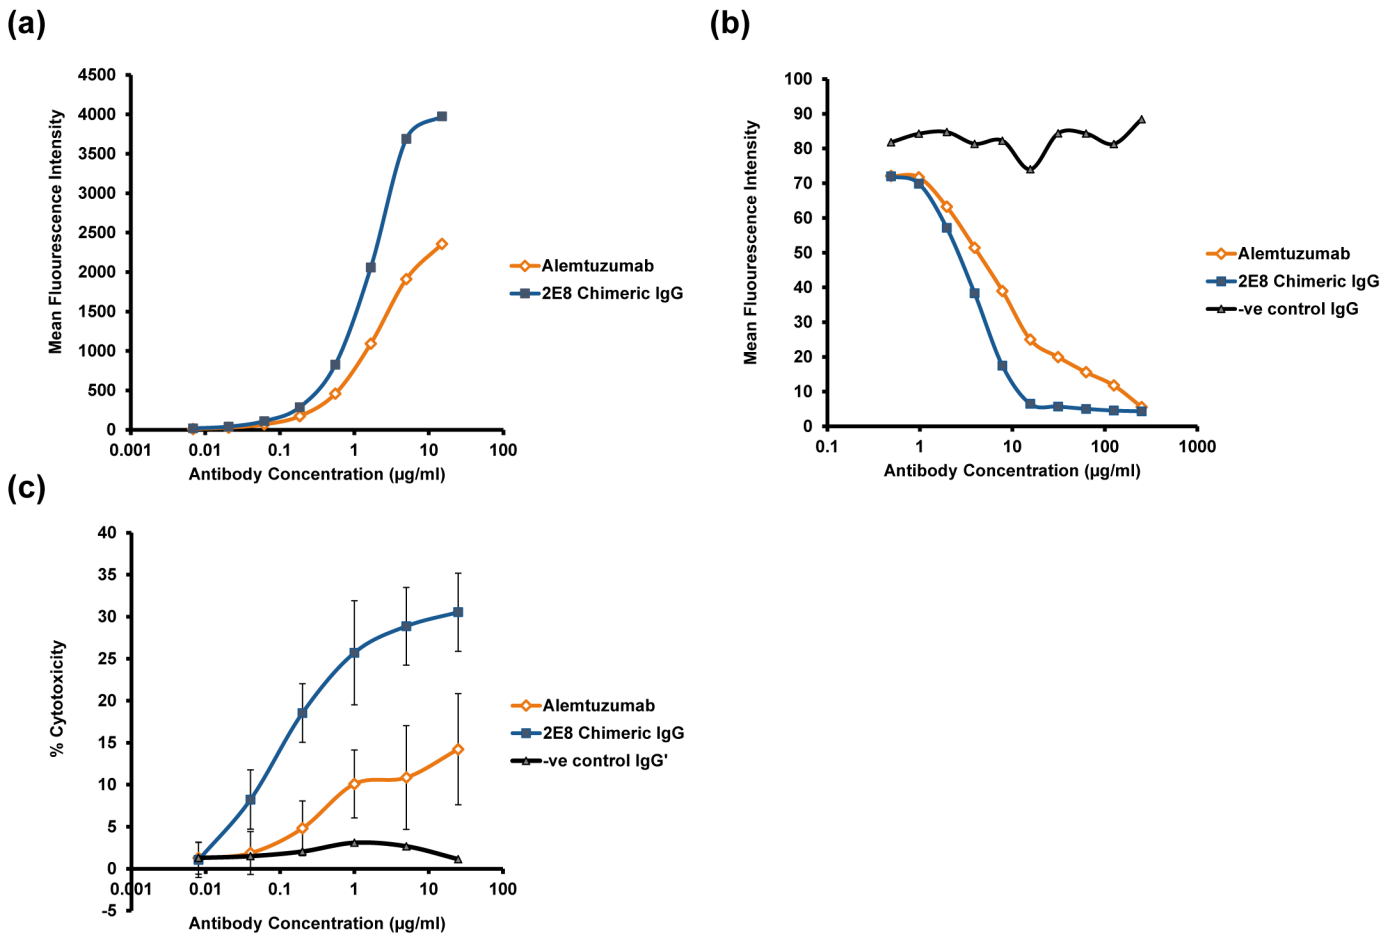 (a)
4500
4000
3500
3000
2500
2000
1500
1000
500
0
0.001 0.01 0.1 1 10 100
Mean Fluourescence Intensity
Antibody Concentration (µg/ml)
Alemtuzumab
2E8 Chimeric IgG
(b)
100
90
80
70
60
50
40
30
20
10
0
0.1 1 10 100 1000
Mean Fluourescence Intensity
Antibody Concentration (µg/ml)
Alemtuzumab
2E8 Chimeric IgG
-ve control IgG
(c)
40
35
30
25
20
15
10
5
0
-5
0.001 0.01 0.1 1 10 100
% Cytotoxicity
Antibody Concentration (µg/ml)
Alemtuzumab
2E8 Chimeric IgG
-ve control IgG'